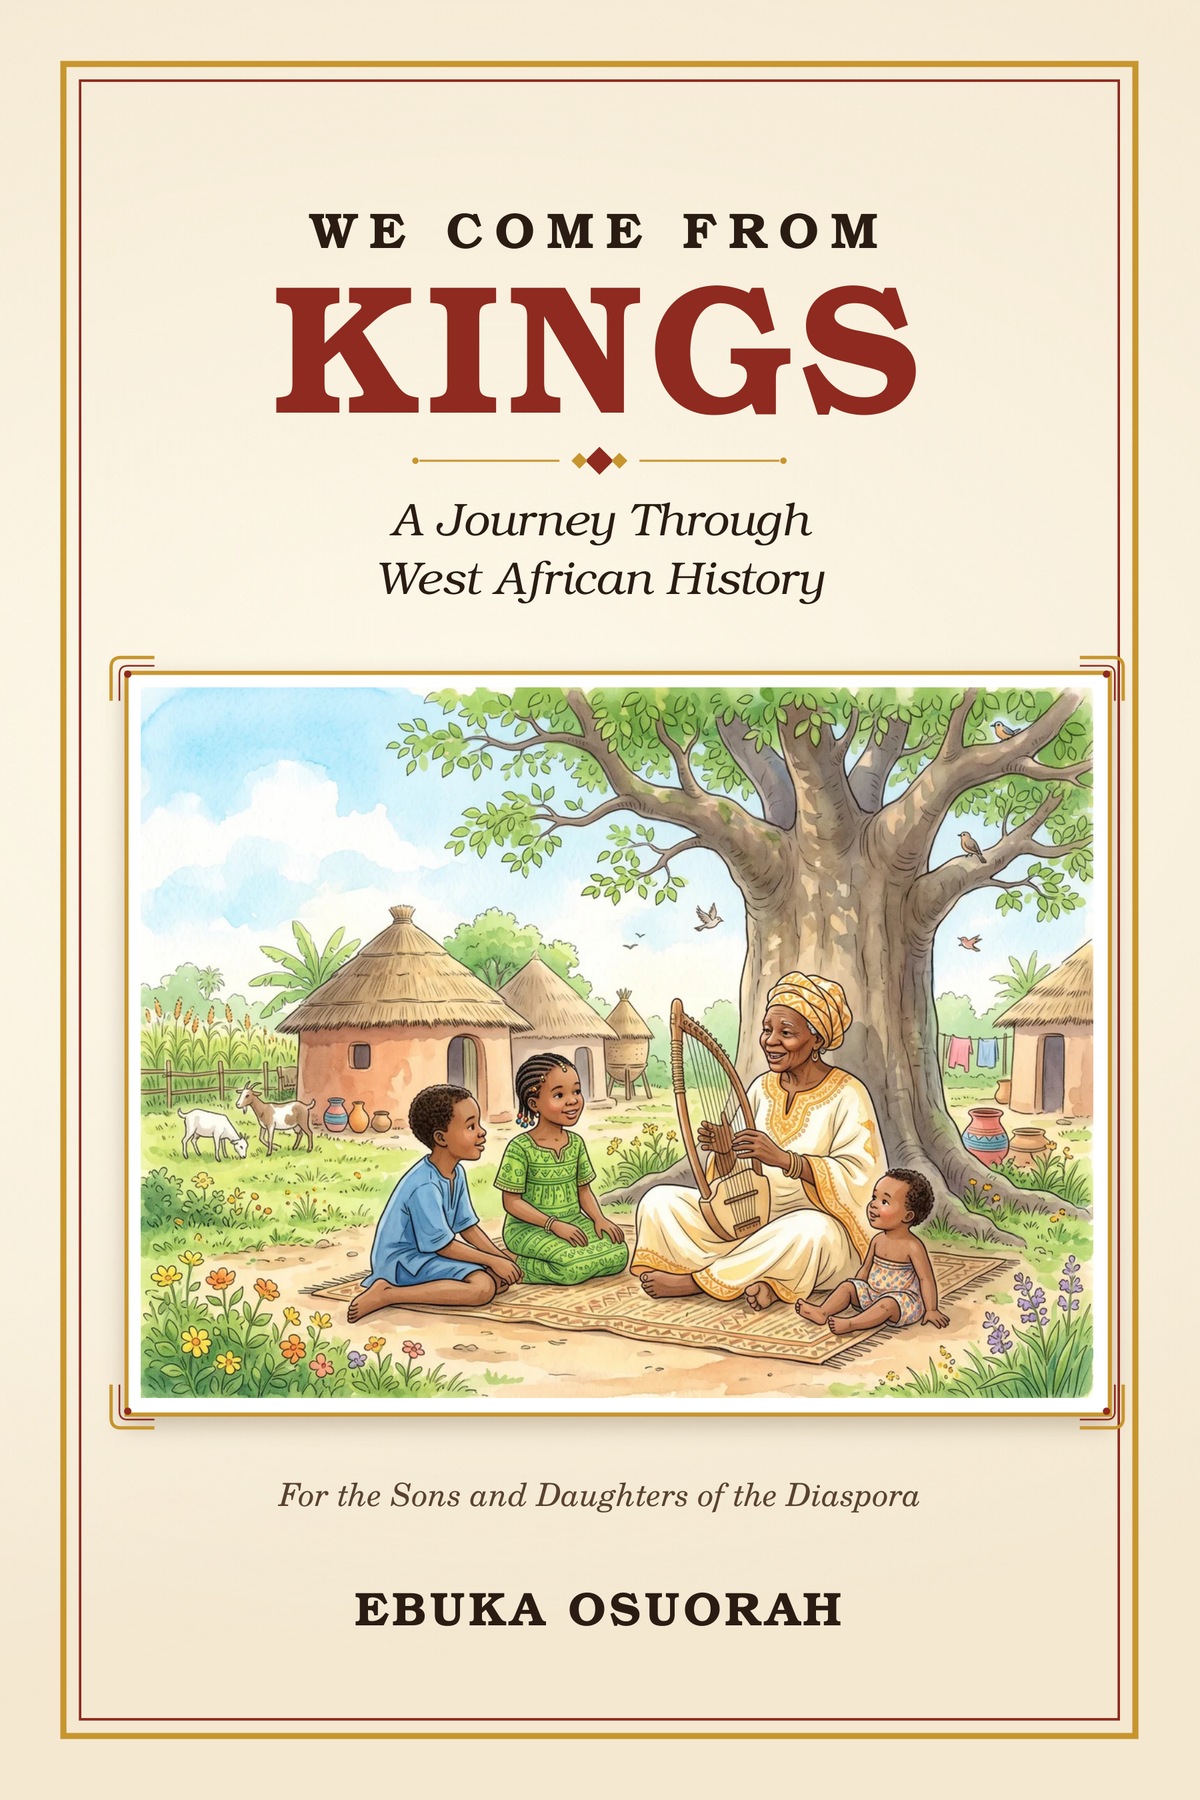 WE COME FROM
KINGS
A Journey Through
West African History
For the Sons and Daughters of the Diaspora
EBUKA OSUORAH